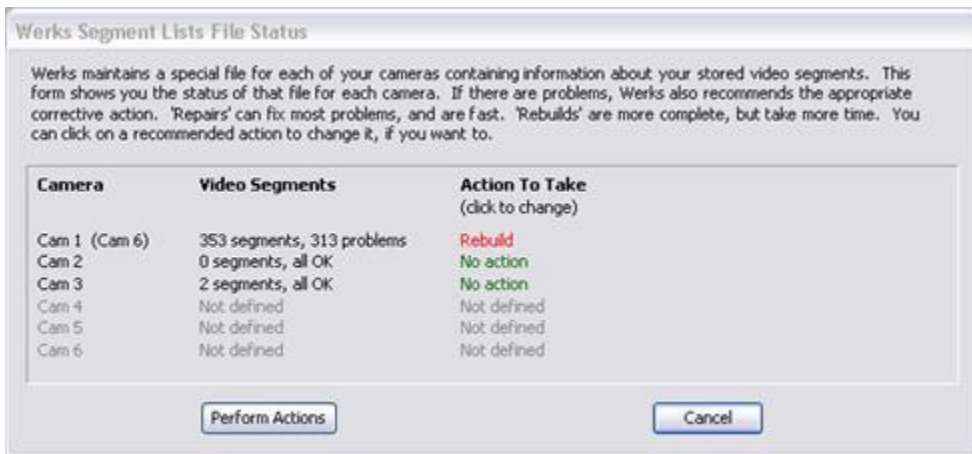 Werks Segment Lists File Status
Werks maintains a special file for each of your cameras containing information about your stored video segments.  This
form shows you the status of that file for each camera.  If there are problems, Werks also recommends the appropriate
corrective action.  'Repairs' can fix most problems, and are fast.  'Rebuilds' are more complete, but take more time.  You
can click on a recommended action to change it, if you want to.
Camera Video Segments Action To Take
(click to change)
Cam 1 (Cam 6) 353 segments, 313 problems Rebuild
Cam 2 0 segments, all OK No action
Cam 3 2 segments, all OK No action
Cam 4 Not defined Not defined
Cam 5 Not defined Not defined
Cam 6 Not defined Not defined
Perform Actions Cancel